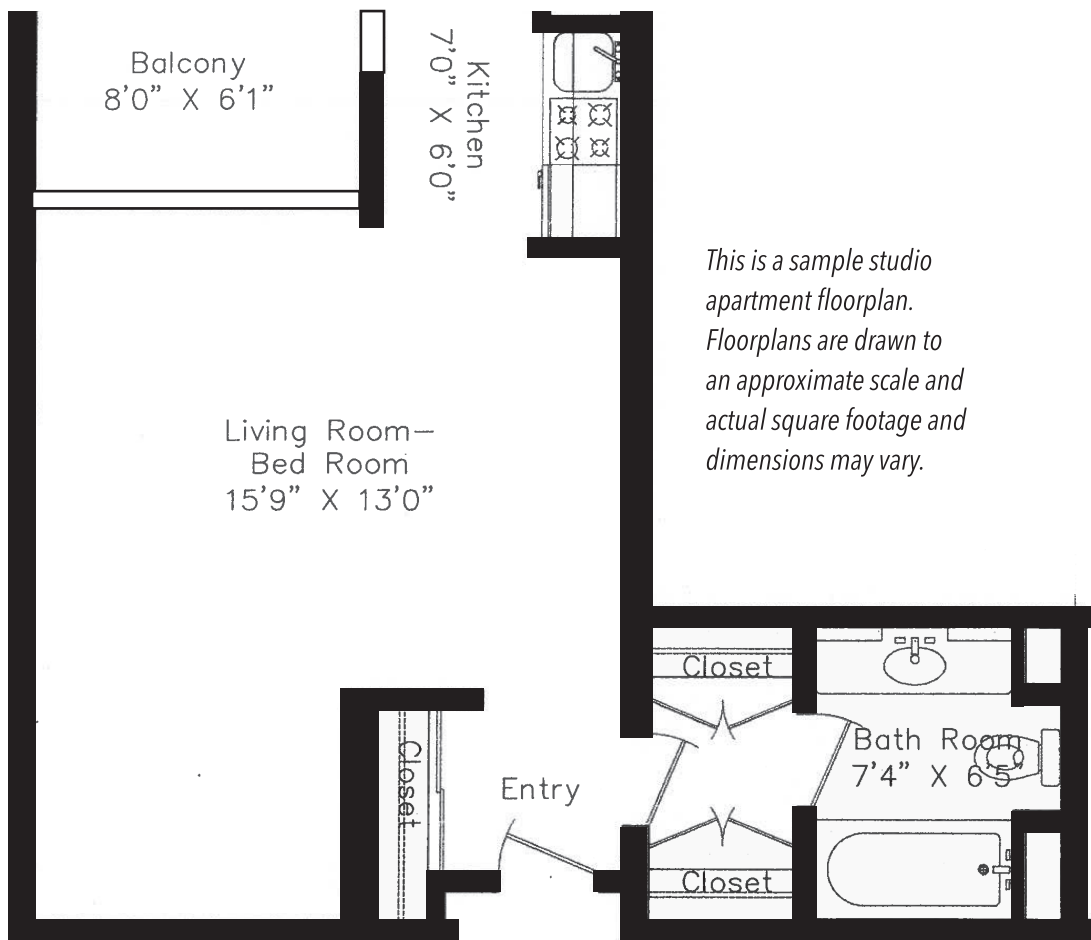 Balcony
8'0" X 6'1"
Kitchen
7'0" X 6'0"
This is a sample studio
apartment floorplan.
Floorplans are drawn to
an approximate scale and
actual square footage and
dimensions may vary.
Living Room–
Bed Room
15'9" X 13'0"
Closet
Bath Room
7'4" X 6'5"
Closet
Entry
Closet